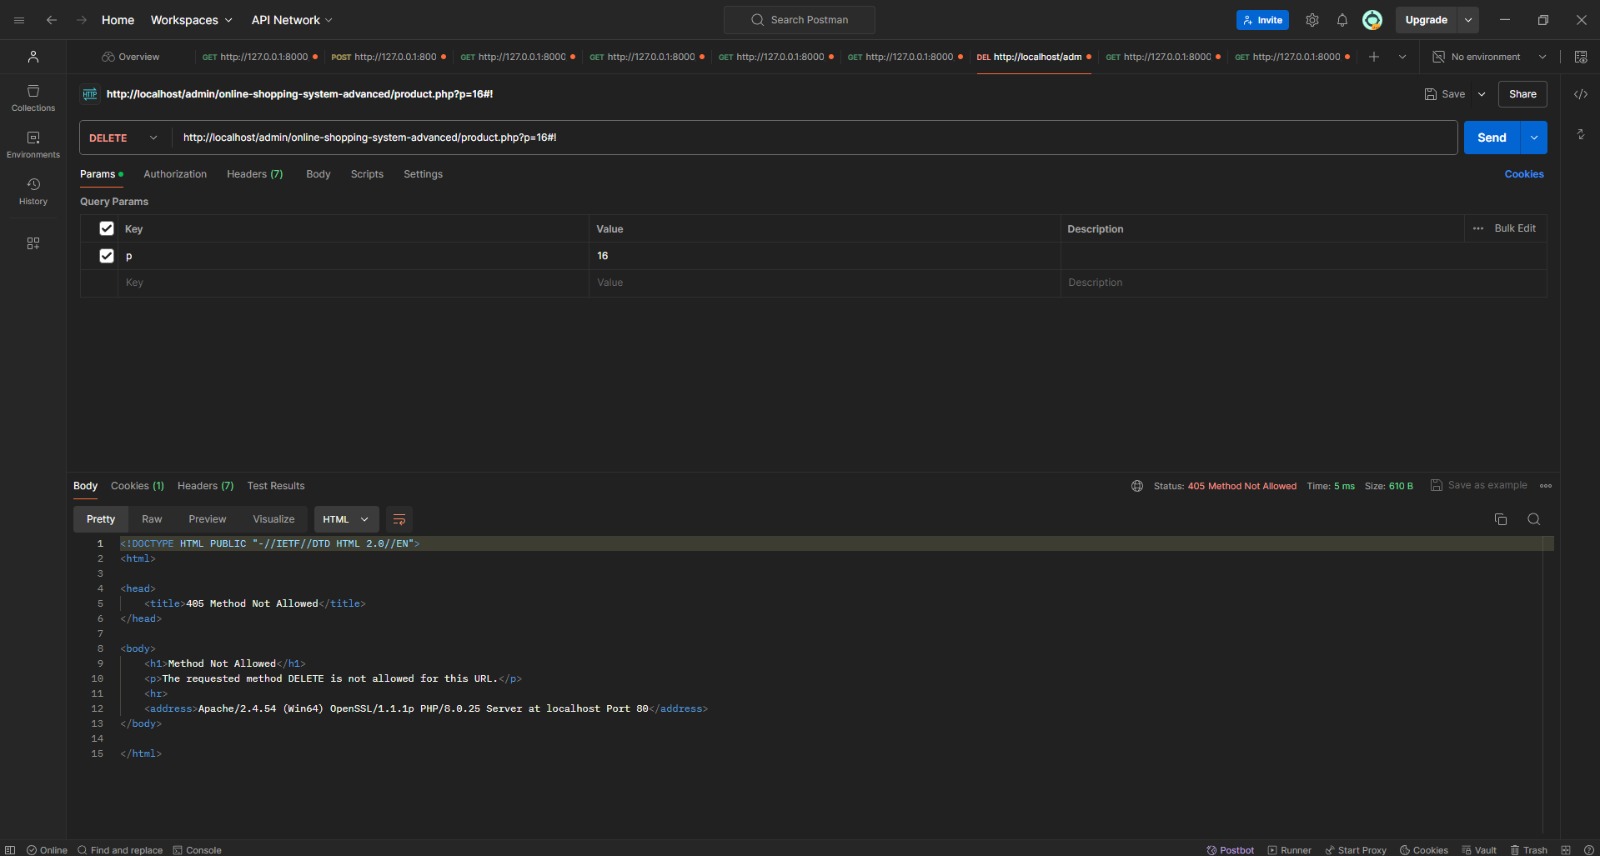 Home Workspaces API Network Search Postman Invite Upgrade
Overview GET http://127.0.0.1:8000 POST http://127.0.0.1:800 GET http://127.0.0.1:8000 GET http://127.0.0.1:8000 GET http://127.0.0.1:8000 GET http://127.0.0.1:8000 DEL http://localhost/adm GET http://127.0.0.1:8000 GET http://127.0.0.1:8000 No environment
Collections
Environments
History
HTTP http://localhost/admin/online-shopping-system-advanced/product.php?p=16#! Save Share
DELETE http://localhost/admin/online-shopping-system-advanced/product.php?p=16#! Send
Params Authorization Headers (7) Body Scripts Settings Cookies
Query Params
Key Value Description Bulk Edit
p 16
Key Value Description
Body Cookies (1) Headers (7) Test Results Status: 405 Method Not Allowed Time: 5 ms Size: 610 B Save as example
Pretty Raw Preview Visualize HTML
1 <!DOCTYPE HTML PUBLIC "-//IETF//DTD HTML 2.0//EN">
2 <html>
3
4 <head>
5 <title>405 Method Not Allowed</title>
6 </head>
7
8 <body>
9 <h1>Method Not Allowed</h1>
10 <p>The requested method DELETE is not allowed for this URL.</p>
11 <hr>
12 <address>Apache/2.4.54 (Win64) OpenSSL/1.1.1p PHP/8.0.25 Server at localhost Port 80</address>
13 </body>
14
15 </html>
Online Find and replace Console Postbot Runner Start Proxy Cookies Vault Trash